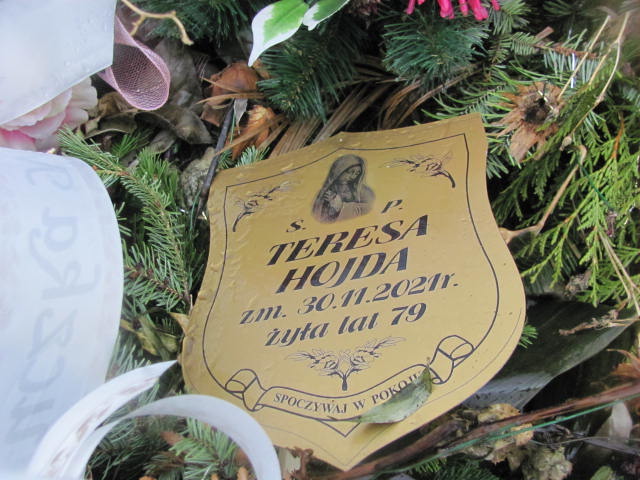 S. P.
TERESA
HOJDA
zm. 30.11.2021r.
żyła lat 79
SPOCZYWAJ W POKOJU